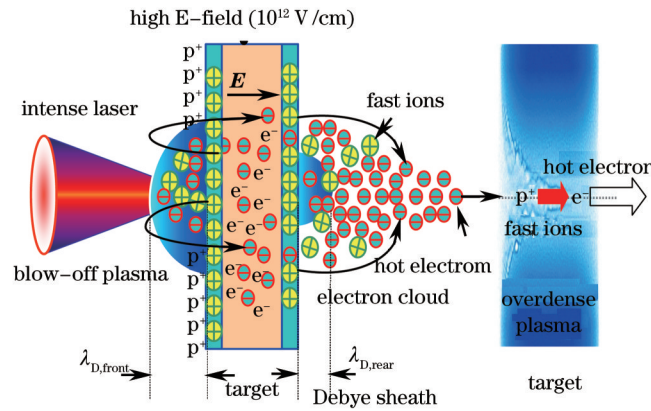 high E-field (10¹² V/cm)
p⁺
p⁺
p⁺
p⁺
p⁺
E
intense laser
fast ions
e⁻
e⁻
e⁻
e⁻
e⁻
e⁻
e⁻
e⁻
e⁻
hot electron
p⁺
e⁻
fast ions
blow-off plasma
p⁺
p⁺
p⁺
p⁺
p⁺
hot electrom
electron cloud
overdense
plasma
λD,front
target
λD,rear
Debye sheath
target